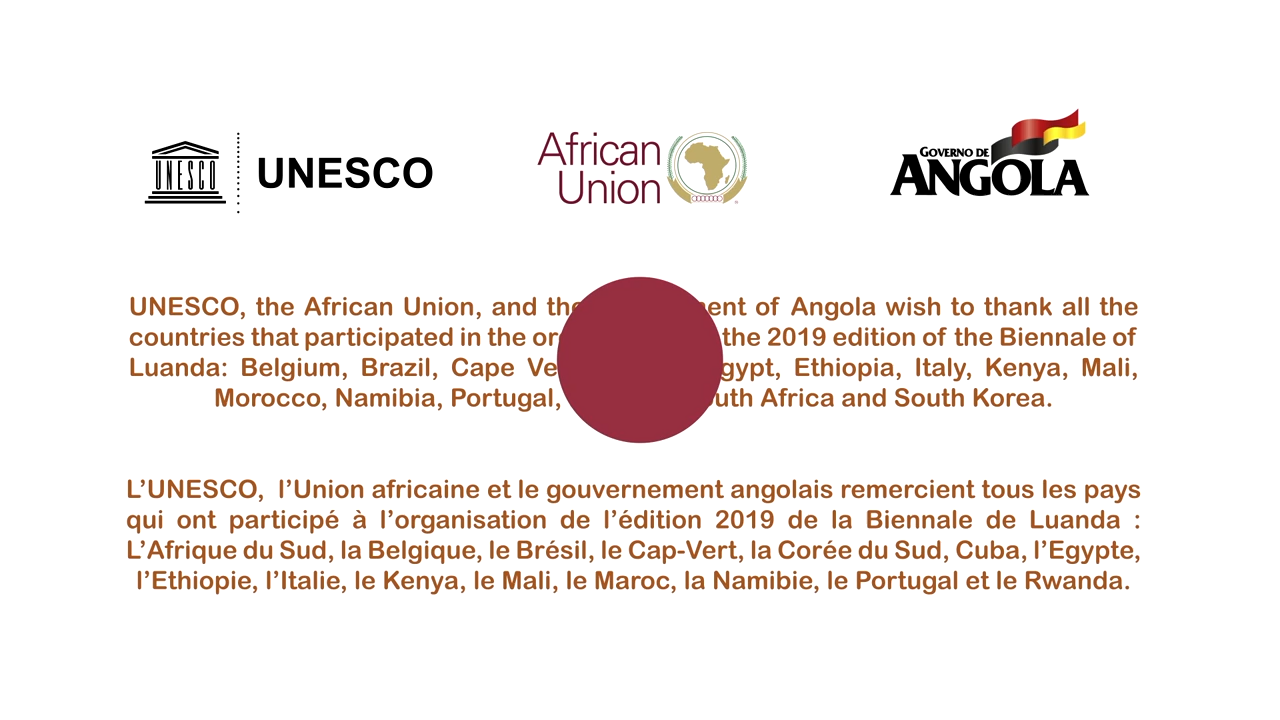 UNESCO
UNESCO
African
Union
GOVERNO DE
ANGOLA
UNESCO, the African Union, and the of Angola wish to thank all the
countries that participated in the the 2019 edition of the Biennale of
Luanda: Belgium, Brazil, Cape Ethiopia, Italy, Kenya, Mali,
Morocco, Namibia, Portugal, Africa and South Korea.
L’UNESCO, l’Union africaine et le gouvernement angolais remercient tous les pays
qui ont participé à l’organisation de l’édition 2019 de la Biennale de Luanda :
L’Afrique du Sud, la Belgique, le Brésil, le Cap-Vert, la Corée du Sud, Cuba, l’Egypte,
l’Ethiopie, l’Italie, le Kenya, le Mali, le Maroc, la Namibie, le Portugal et le Rwanda.